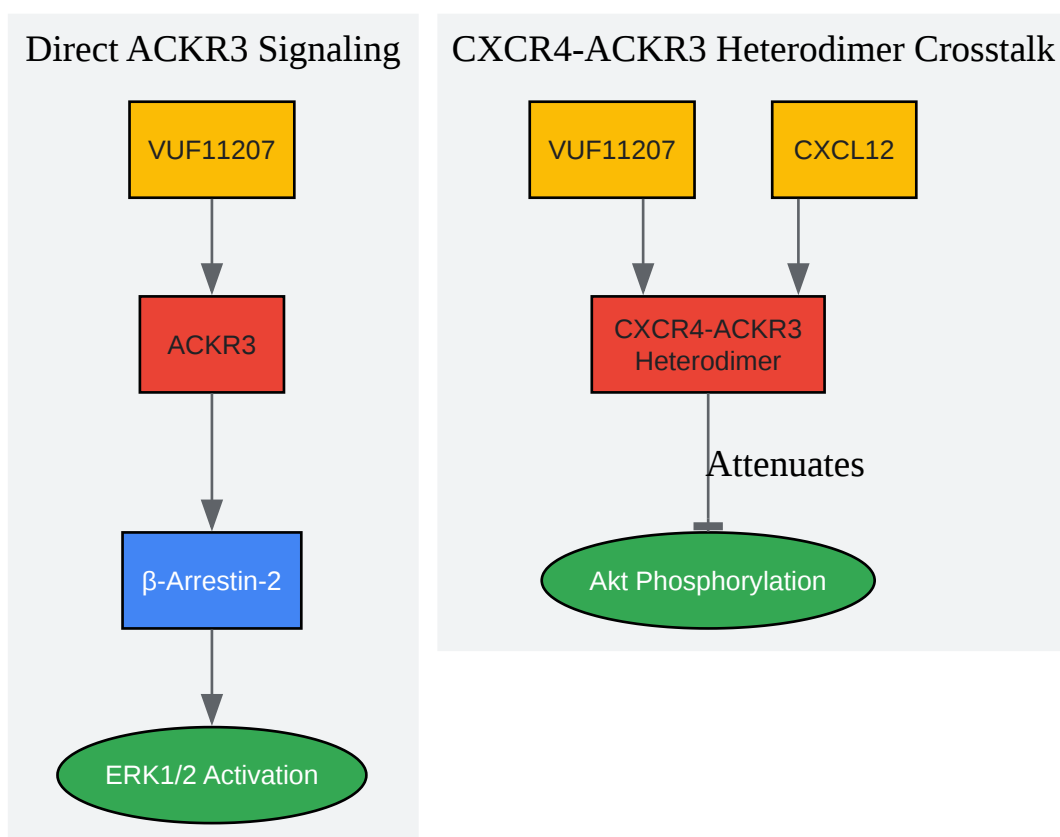 Direct ACKR3 Signaling
VUF11207
ACKR3
β-Arrestin-2
ERK1/2 Activation
CXCR4-ACKR3 Heterodimer Crosstalk
VUF11207
CXCL12
CXCR4-ACKR3
Heterodimer
Attenuates
Akt Phosphorylation